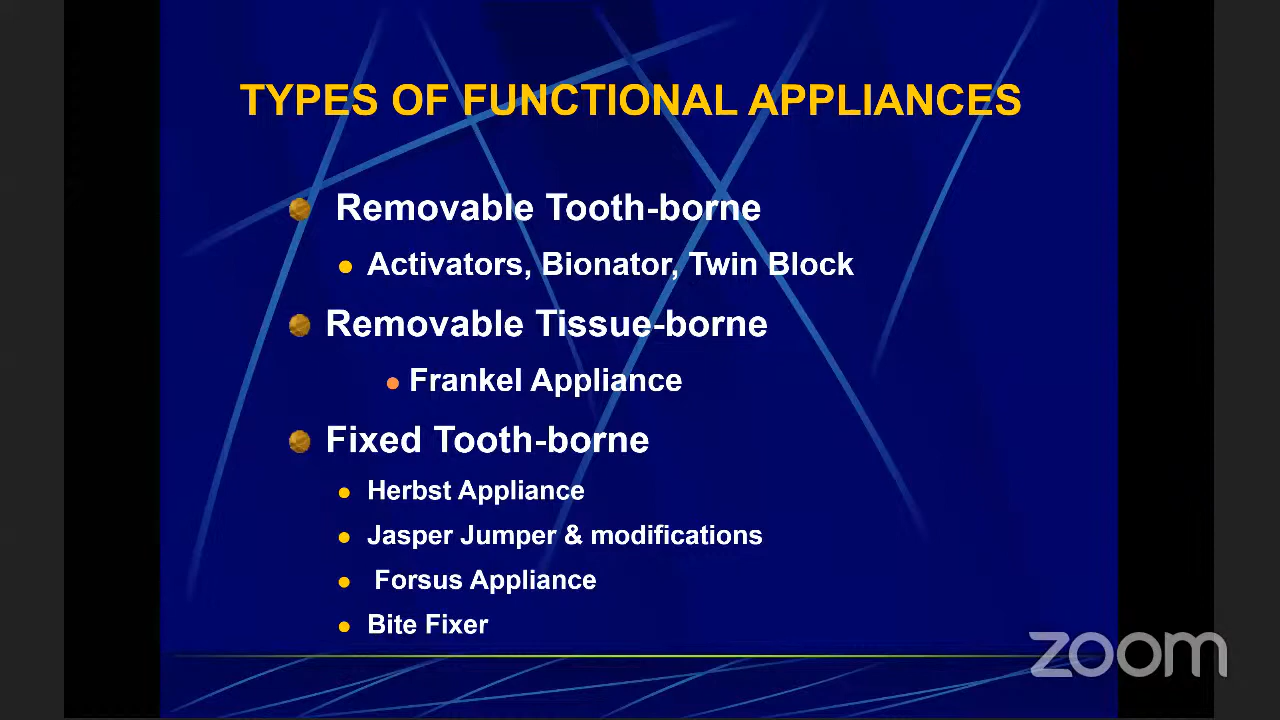 TYPES OF FUNCTIONAL APPLIANCES
Removable Tooth-borne
Activators, Bionator, Twin Block
Removable Tissue-borne
Frankel Appliance
Fixed Tooth-borne
Herbst Appliance
Jasper Jumper & modifications
Forsus Appliance
Bite Fixer
zoom